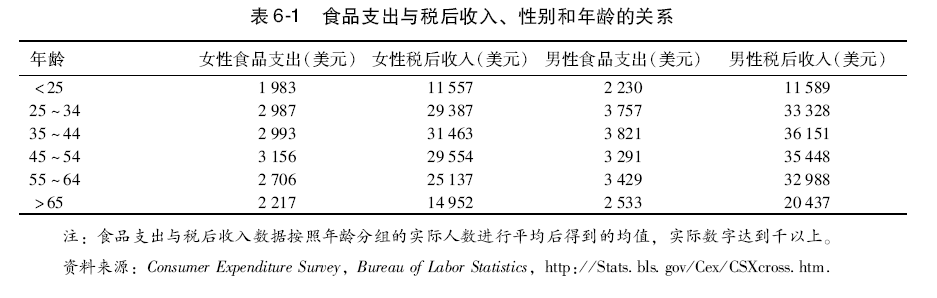 表 6-1 食品支出与税后收入、性别和年龄的关系
年龄 女性食品支出(美元) 女性税后收入(美元) 男性食品支出(美元) 男性税后收入(美元)
<25 1 983 11 557 2 230 11 589
25~34 2 987 29 387 3 757 33 328
35~44 2 993 31 463 3 821 36 151
45~54 3 156 29 554 3 291 35 448
55~64 2 706 25 137 3 429 32 988
>65 2 217 14 952 2 533 20 437
注：食品支出与税后收入数据按照年龄分组的实际人数进行平均后得到的均值，实际数字达到千以上。
资料来源：Consumer Expenditure Survey, Bureau of Labor Statistics, http://Stats. bls. gov/Cex/CSXcross. htm.